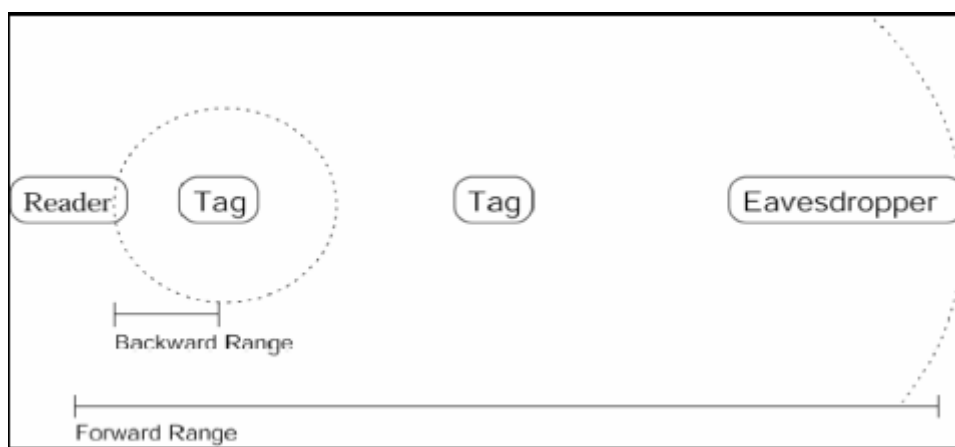 Reader
Tag
Tag
Eavesdropper
Backward Range
Forward Range